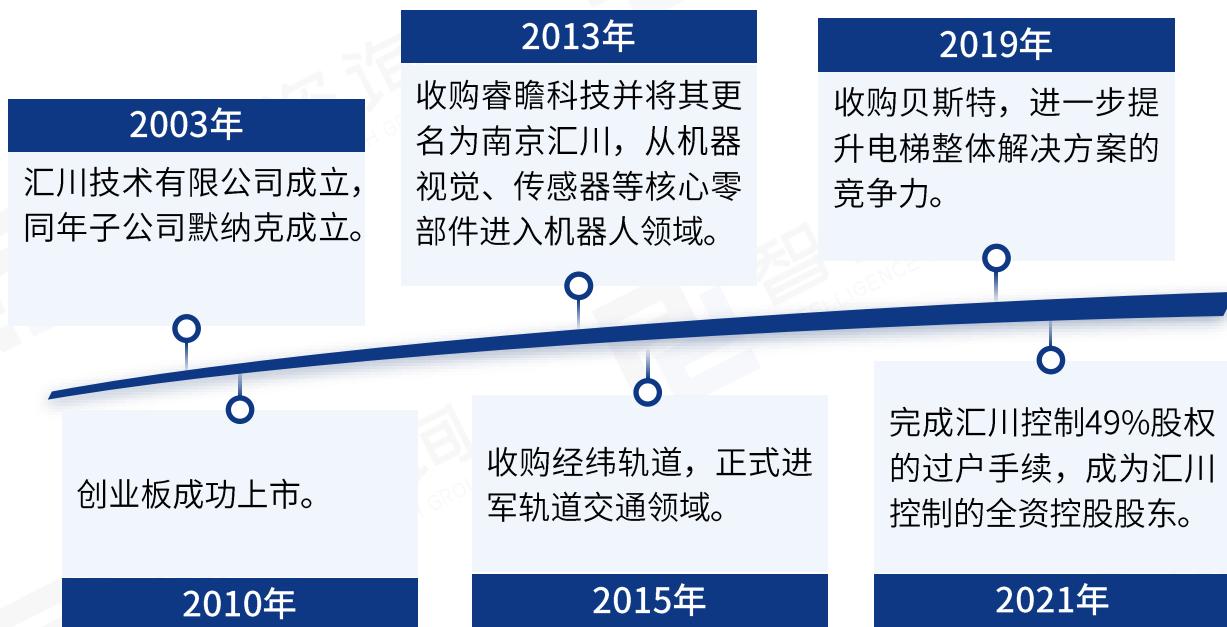 2003年
汇川技术有限公司成立，
同年子公司默纳克成立。
创业板成功上市。
2010年
2013年
收购睿瞻科技并将其更
名为南京汇川，从机器
视觉、传感器等核心零
部件进入机器人领域。
收购经纬轨道，正式进
军轨道交通领域。
2015年
2019年
收购贝斯特，进一步提
升电梯整体解决方案的
竞争力。
完成汇川控制49%股权
的过户手续，成为汇川
控制的全资控股股东。
2021年